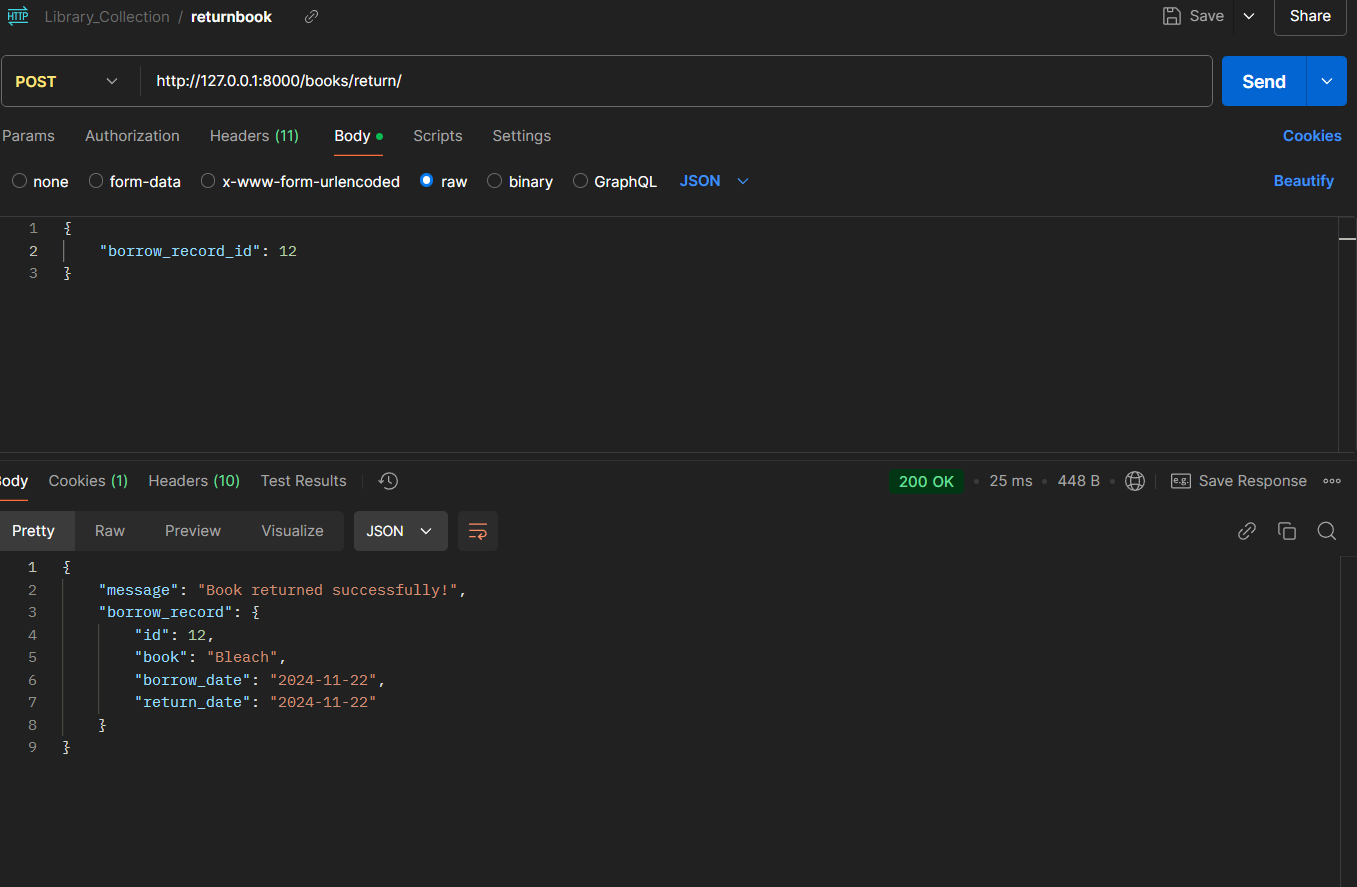 HTTP Library_Collection / returnbook Save Share
POST http://127.0.0.1:8000/books/return/ Send
Params Authorization Headers (11) Body Scripts Settings Cookies
none form-data x-www-form-urlencoded raw binary GraphQL JSON Beautify
1 {
2 "borrow_record_id": 12
3 }
ody Cookies (1) Headers (10) Test Results 200 OK 25 ms 448 B e.g. Save Response
Pretty Raw Preview Visualize JSON
1 {
2 "message": "Book returned successfully!",
3 "borrow_record": {
4 "id": 12,
5 "book": "Bleach",
6 "borrow_date": "2024-11-22",
7 "return_date": "2024-11-22"
8 }
9 }